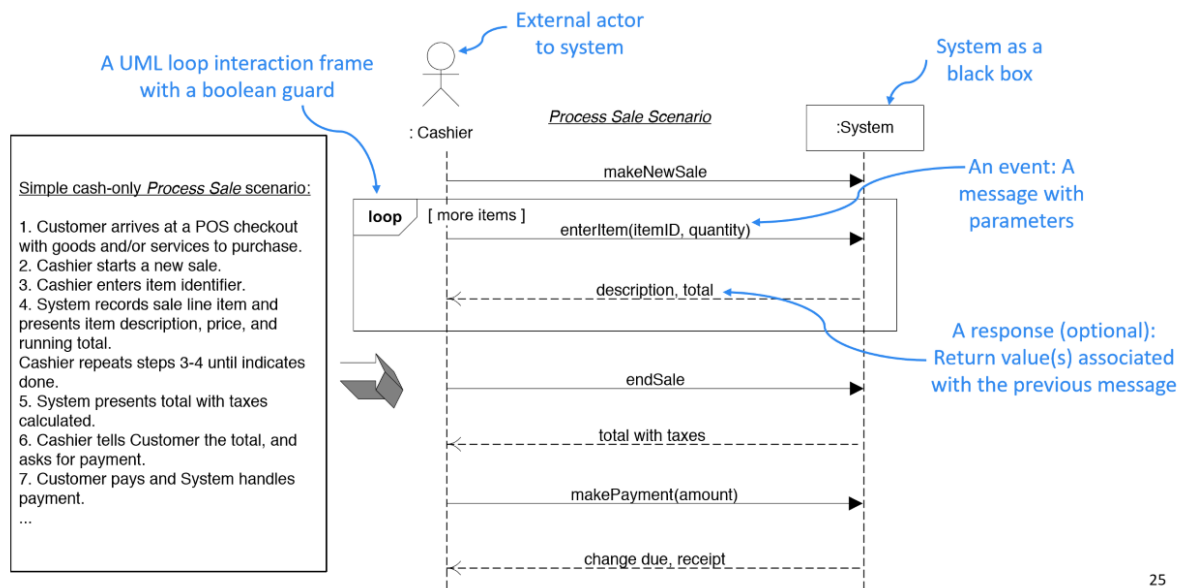 External actor
to system
System as a
black box
A UML loop interaction frame
with a boolean guard
Process Sale Scenario
: Cashier
:System
makeNewSale
An event: A
message with
parameters
loop
[ more items ]
enterItem(itemID, quantity)
description, total
A response (optional):
Return value(s) associated
with the previous message
endSale
total with taxes
makePayment(amount)
change due, receipt
Simple cash-only Process Sale scenario:
1. Customer arrives at a POS checkout
with goods and/or services to purchase.
2. Cashier starts a new sale.
3. Cashier enters item identifier.
4. System records sale line item and
presents item description, price, and
running total.
Cashier repeats steps 3-4 until indicates
done.
5. System presents total with taxes
calculated.
6. Cashier tells Customer the total, and
asks for payment.
7. Customer pays and System handles
payment.
...
25